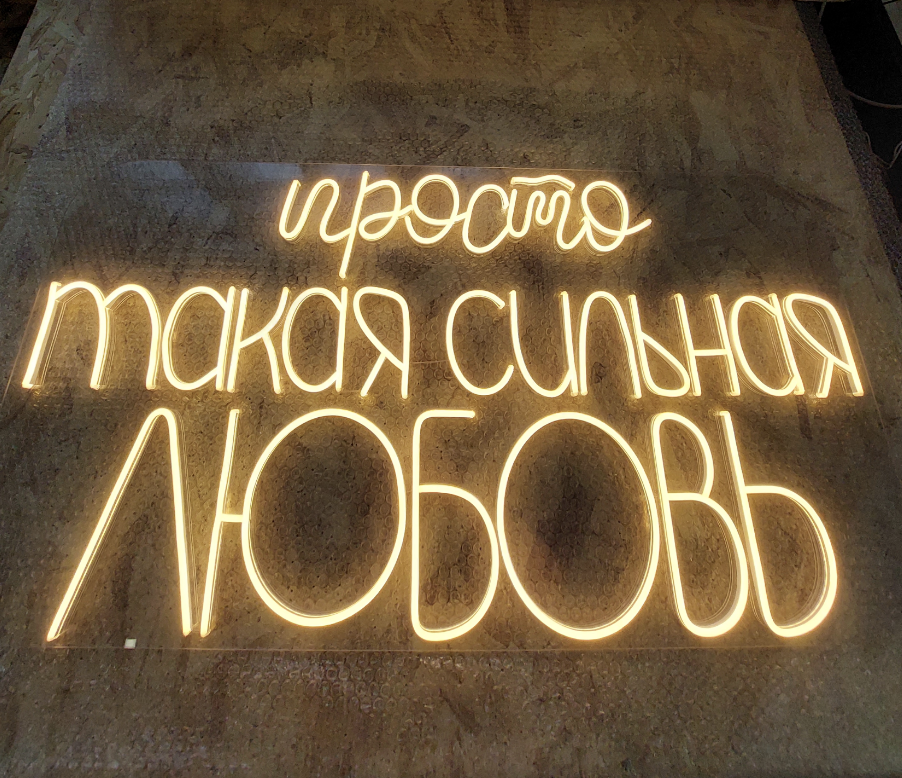 просто
такая сильная
ЛЮБОВЬ